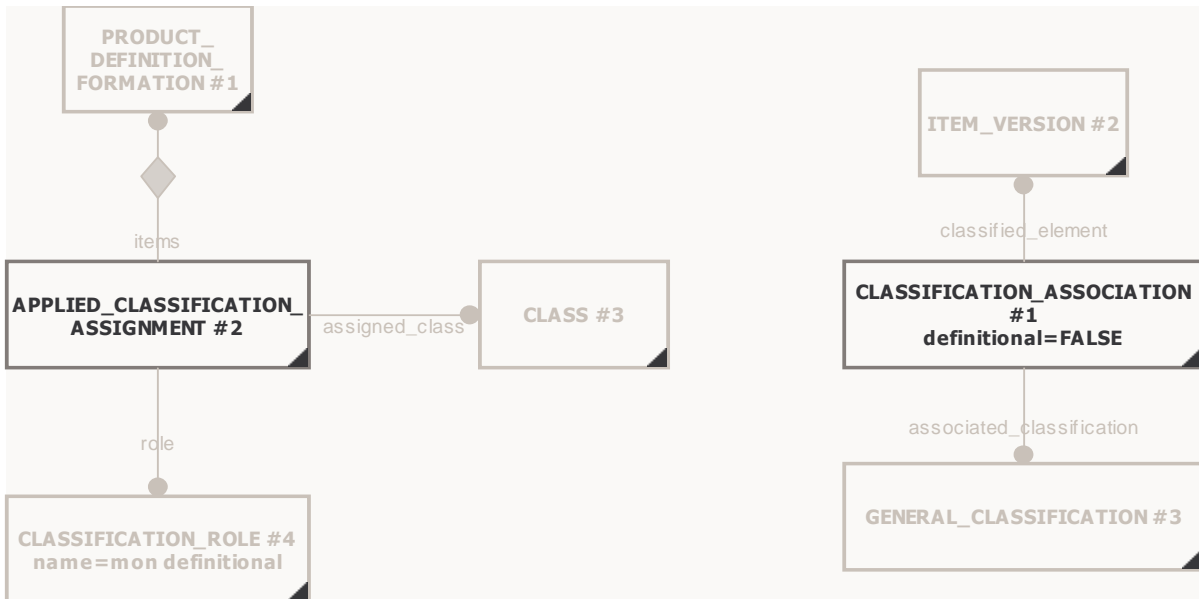 PRODUCT_
DEFINITION_
FORMATION #1
ITEM_VERSION #2
items
classified_element
APPLIED_CLASSIFICATION_
ASSIGNMENT #2
assigned_class
CLASS #3
CLASSIFICATION_ASSOCIATION
#1
definitional=FALSE
role
associated_classification
CLASSIFICATION_ROLE #4
name=mon definitional
GENERAL_CLASSIFICATION #3